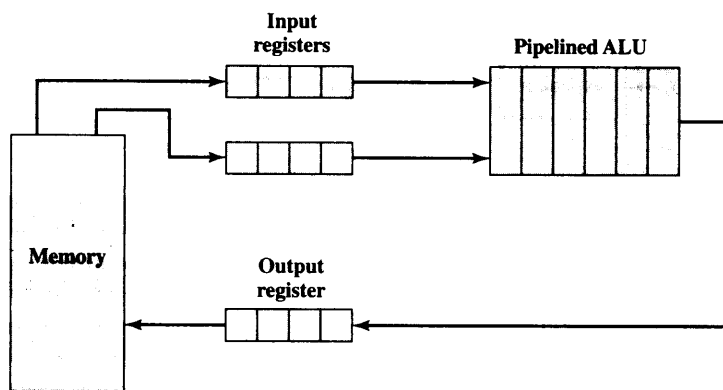 Input
registers
Pipelined ALU
Memory
Output
register